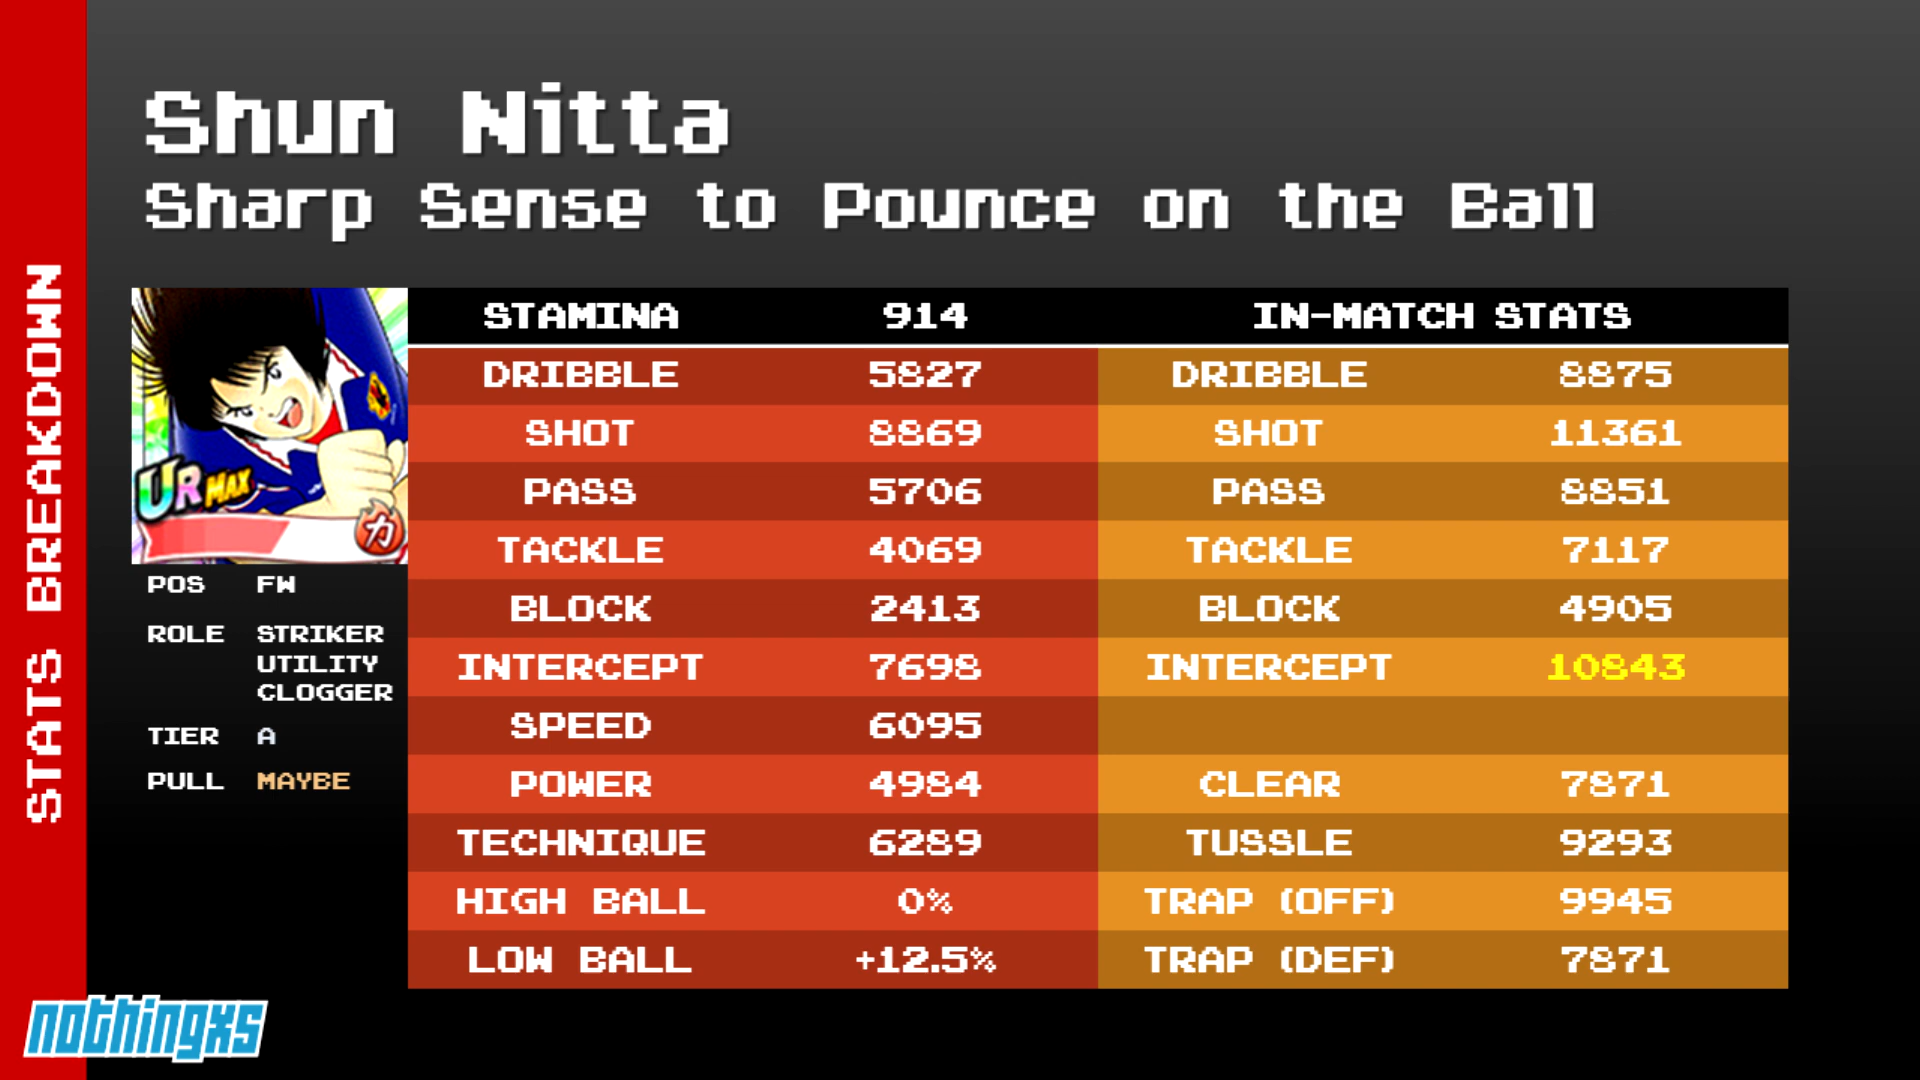 STATS BREAKDOWN
Shun Nitta
Sharp Sense to Pounce on the Ball
UR MAX
力
POS FW
ROLE STRIKER
UTILITY
CLOGGER
TIER A
PULL MAYBE
STAMINA 914 IN-MATCH STATS
DRIBBLE 5827 DRIBBLE 8875
SHOT 8869 SHOT 11361
PASS 5706 PASS 8851
TACKLE 4069 TACKLE 7117
BLOCK 2413 BLOCK 4905
INTERCEPT 7698 INTERCEPT 10843
SPEED 6095
POWER 4984 CLEAR 7871
TECHNIQUE 6289 TUSSLE 9293
HIGH BALL 0% TRAP (OFF) 9945
LOW BALL +12.5% TRAP (DEF) 7871
nothingxs